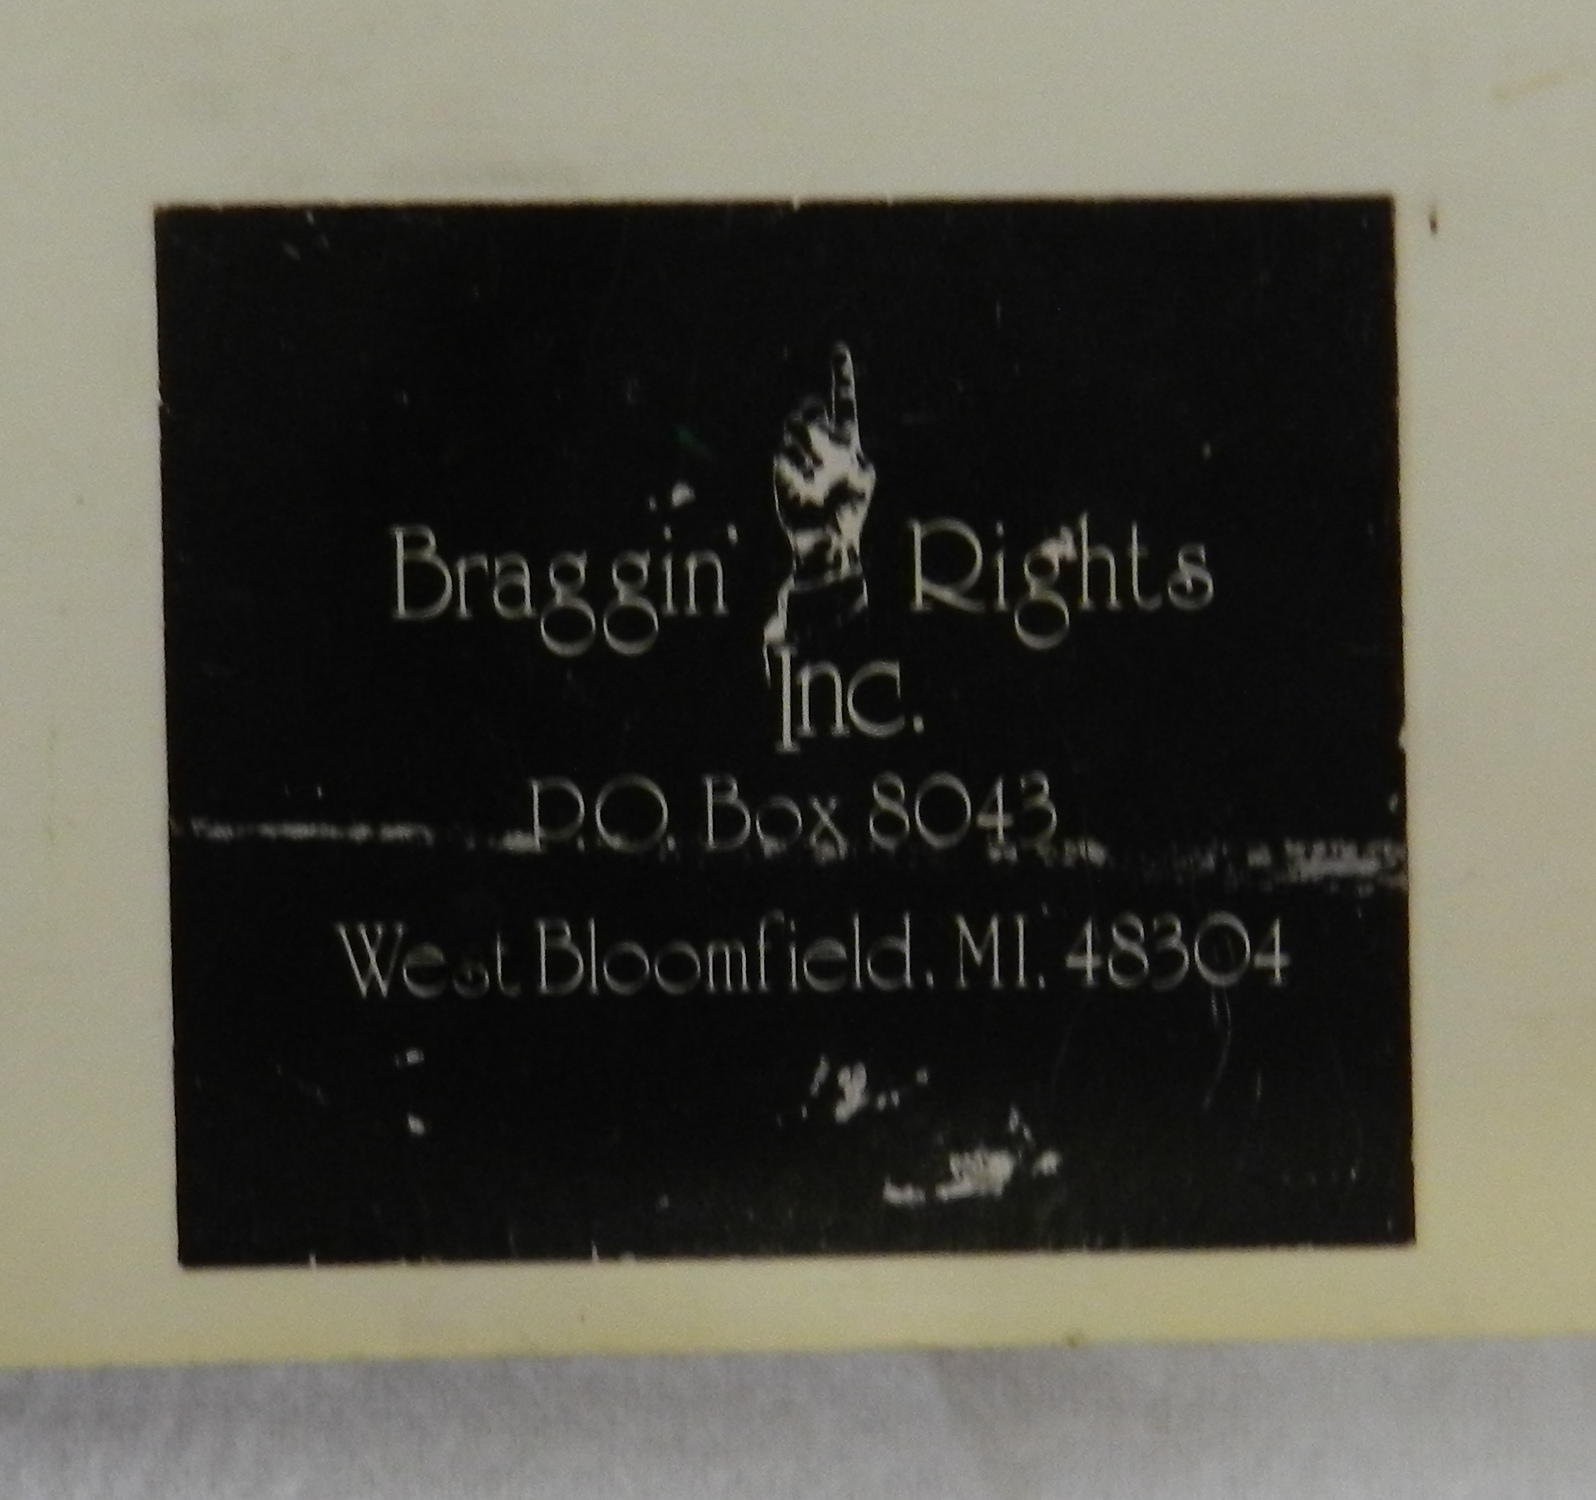 Braggin' Rights
Inc.
P.O. Box 8043
West Bloomfield, MI. 48304